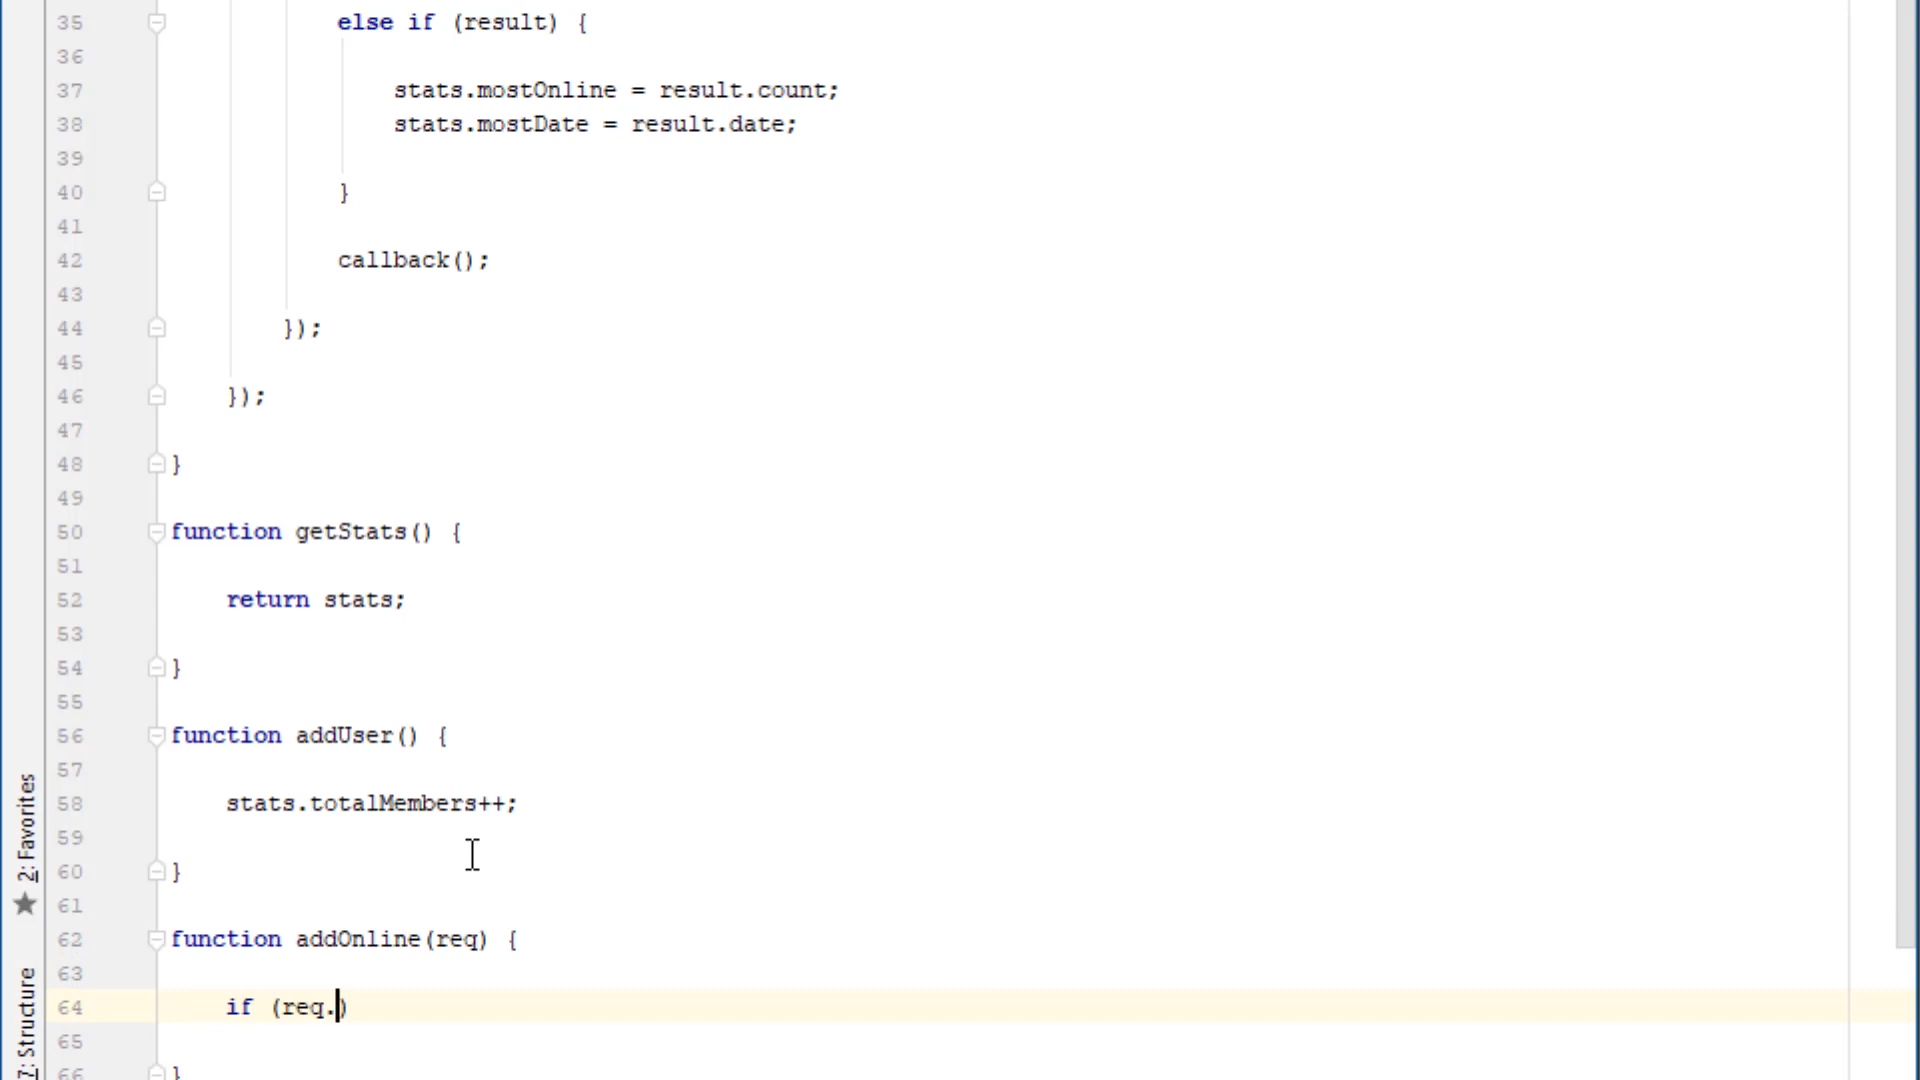 35 else if (result) {
36
37 stats.mostOnline = result.count;
38 stats.mostDate = result.date;
39
40 }
41
42 callback();
43
44 });
45
46 });
47
48 }
49
50 function getStats() {
51
52 return stats;
53
54 }
55
56 function addUser() {
57
58 stats.totalMembers++;
59
60 }
61
62 function addOnline(req) {
63
64 if (req.)
65
66 }
2: Favorites
7: Structure